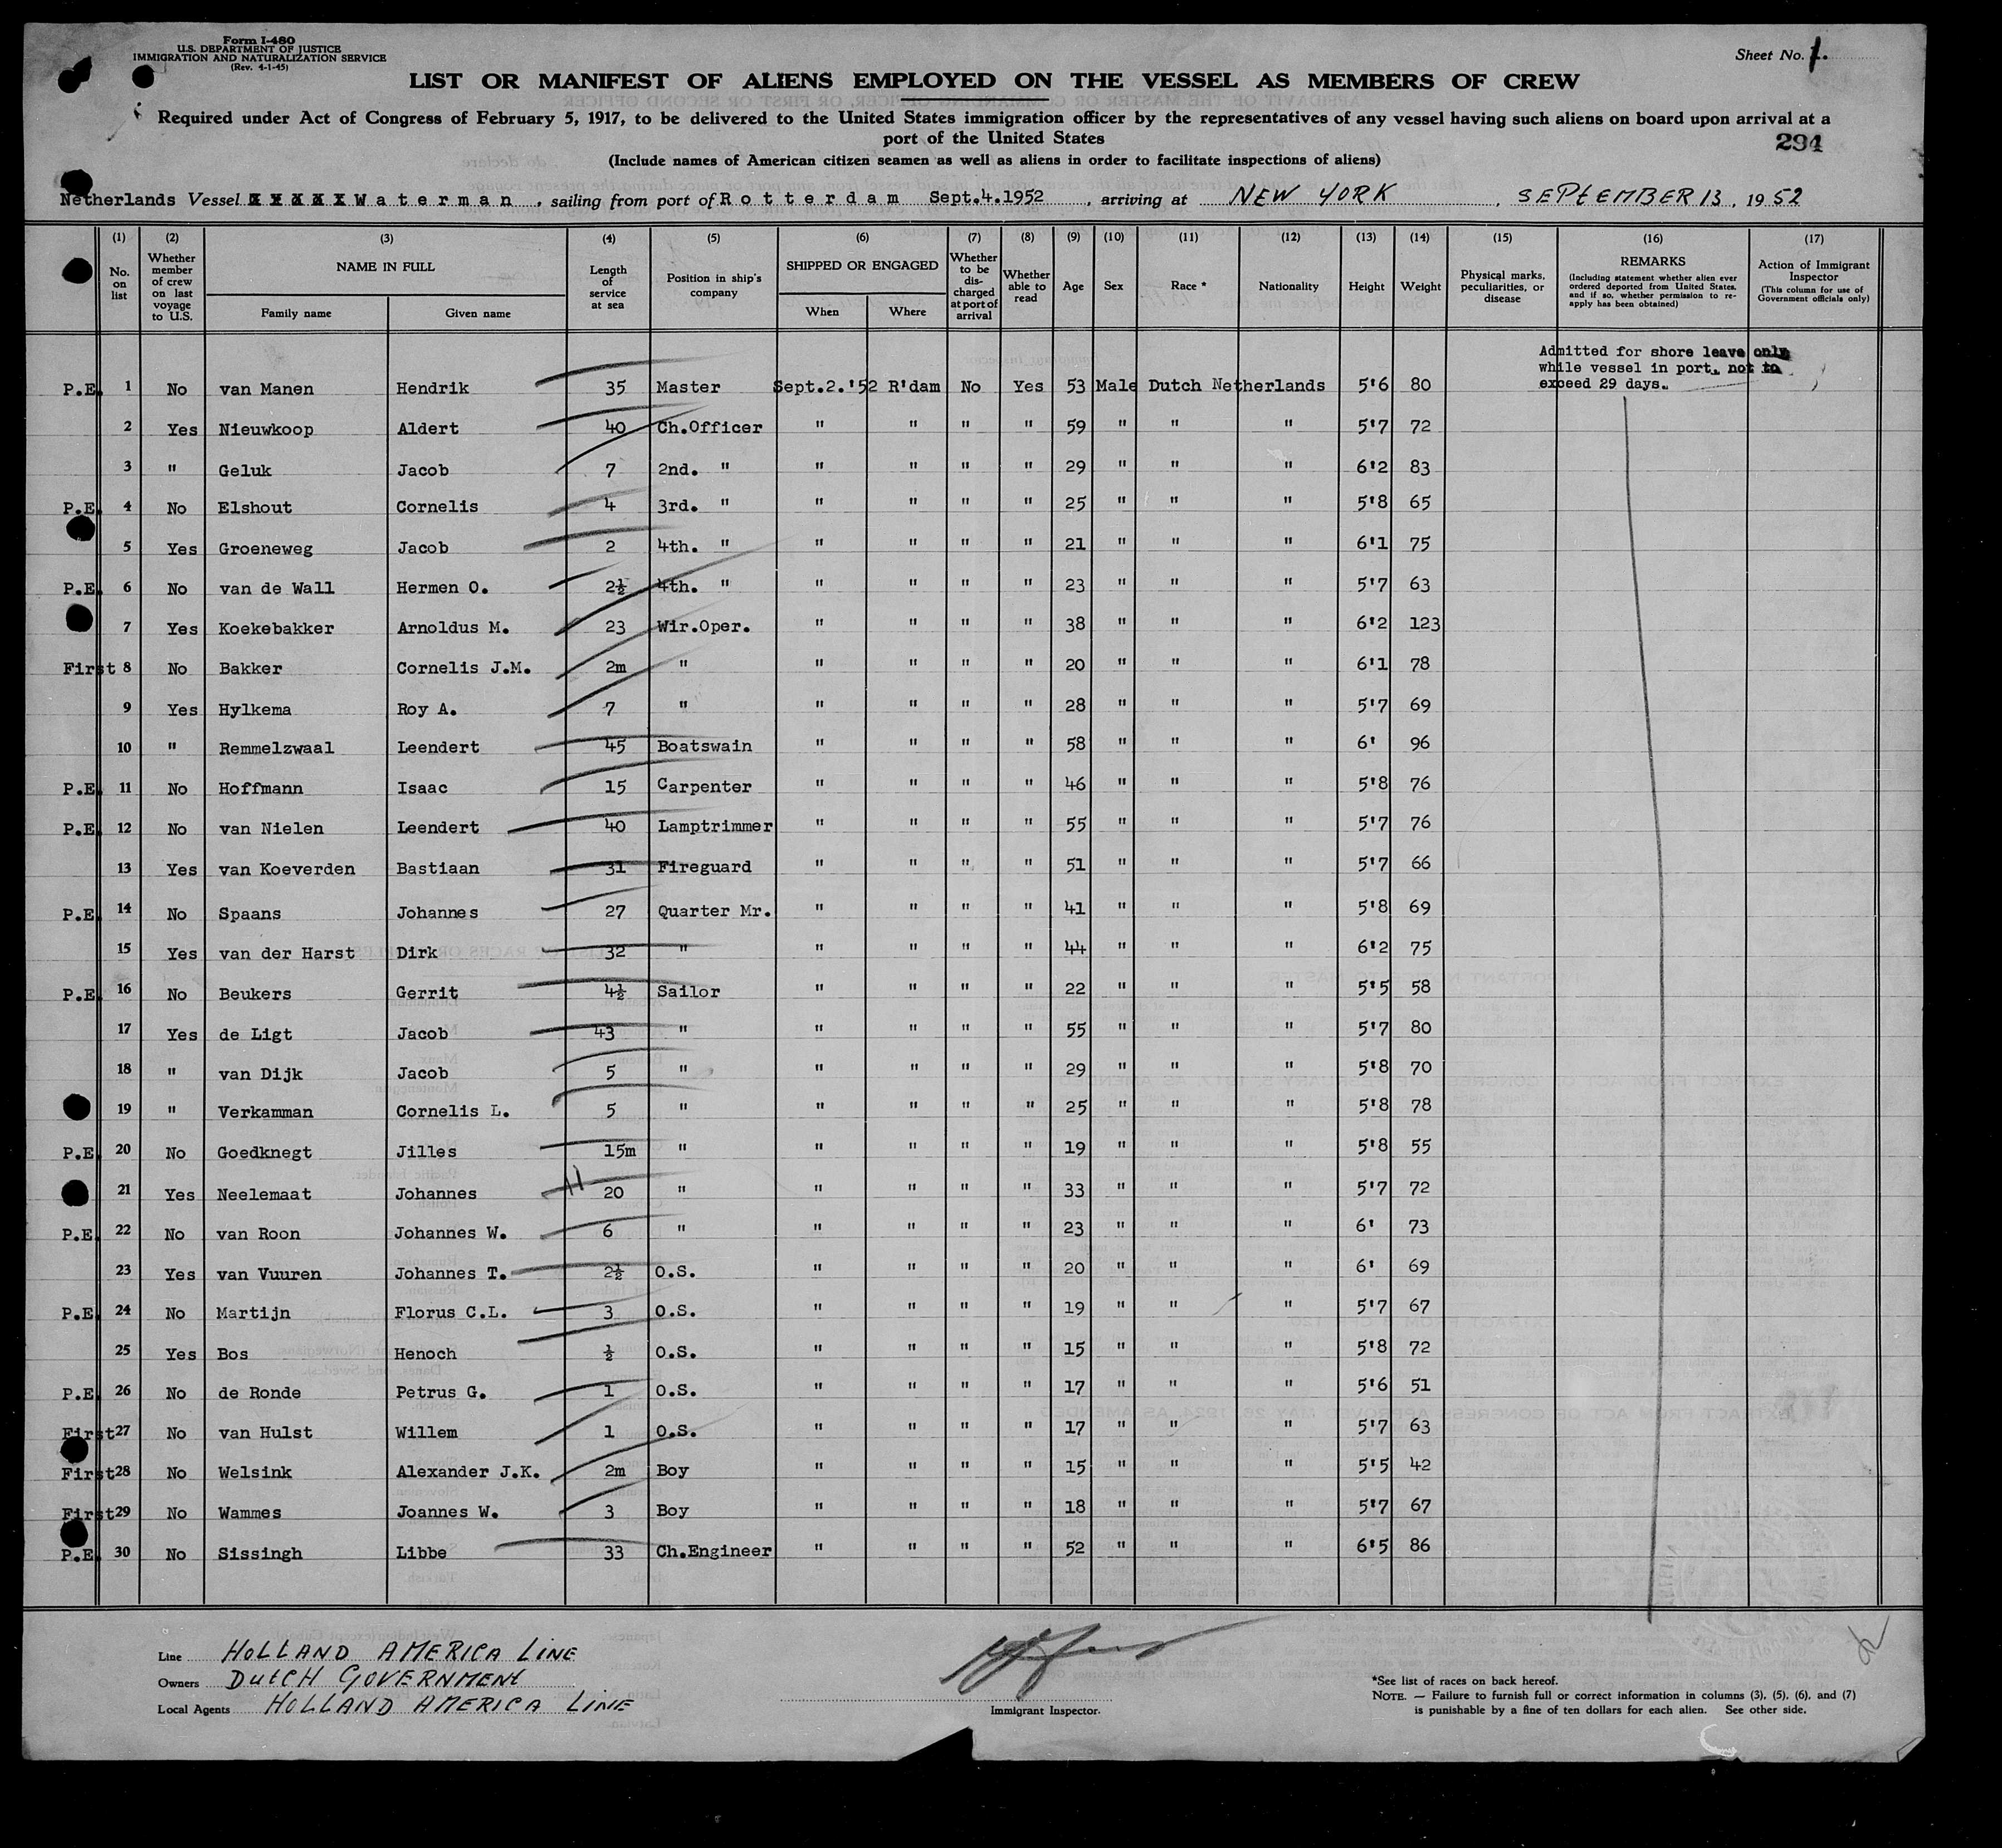 Form I-480
U.S. DEPARTMENT OF JUSTICE
IMMIGRATION AND NATURALIZATION SERVICE
(Rev. 4-1-45)
Sheet No. 1.
LIST OR MANIFEST OF ALIENS EMPLOYED ON THE VESSEL AS MEMBERS OF CREW
Required under Act of Congress of February 5, 1917, to be delivered to the United States immigration officer by the representatives of any vessel having such aliens on board upon arrival at a
port of the United States
294
(Include names of American citizen seamen as well as aliens in order to facilitate inspections of aliens)
Netherlands Vessel X X X X X Waterman, sailing from port of Rotterdam Sept.4.1952, arriving at NEW YORK, SEPTEMBER 13, 1952
(1) No. on list (2) Whether member of crew on last voyage to U.S. (3) NAME IN FULL Family name Given name (4) Length of service at sea (5) Position in ship's company (6) SHIPPED OR ENGAGED When Where (7) Whether to be discharged at port of arrival (8) Whether able to read (9) Age (10) Sex (11) Race * (12) Nationality (13) Height (14) Weight (15) Physical marks, peculiarities, or disease (16) REMARKS (Including statement whether alien ever ordered deported from United States, and if so, whether permission to re-apply has been obtained) (17) Action of Immigrant Inspector (This column for use of Government officials only)
Admitted for shore leave only
while vessel in port, not to
exceed 29 days.
P.E. 1 No van Manen Hendrik 35 Master Sept.2.'52 R'dam No Yes 53 Male Dutch Netherlands 5'6 80
2 Yes Nieuwkoop Aldert 40 Ch.Officer " " " " 59 " " " 5'7 72
3 " Geluk Jacob 7 2nd. " " " " " 29 " " " 6'2 83
P.E. 4 No Elshout Cornelis 4 3rd. " " " " " 25 " " " 5'8 65
5 Yes Groeneweg Jacob 2 4th. " " " " " 21 " " " 6'1 75
P.E. 6 No van de Wall Hermen O. 2½ 4th. " " " " " 23 " " " 5'7 63
7 Yes Koekebakker Arnoldus M. 23 Wir.Oper. " " " " 38 " " " 6'2 123
First 8 No Bakker Cornelis J.M. 2m " " " " " 20 " " " 6'1 78
9 Yes Hylkema Roy A. 7 " " " " " 28 " " " 5'7 69
10 " Remmelzwaal Leendert 45 Boatswain " " " " 58 " " " 6' 96
P.E. 11 No Hoffmann Isaac 15 Carpenter " " " " 46 " " " 5'8 76
P.E. 12 No van Nielen Leendert 40 Lamptrimmer " " " " 55 " " " 5'7 76
13 Yes van Koeverden Bastiaan 31 Fireguard " " " " 51 " " " 5'7 66
P.E. 14 No Spaans Johannes 27 Quarter Mr. " " " " 41 " " " 5'8 69
15 Yes van der Harst Dirk 32 " " " " " 44 " " " 6'2 75
P.E. 16 No Beukers Gerrit 4½ Sailor " " " " 22 " " " 5'5 58
17 Yes de Ligt Jacob 43 " " " " " 55 " " " 5'7 80
18 " van Dijk Jacob 5 " " " " " 29 " " " 5'8 70
19 " Verkamman Cornelis L. 5 " " " " " 25 " " " 5'8 78
P.E. 20 No Goedknegt Jilles 15m " " " " " 19 " " " 5'8 55
21 Yes Neelemaat Johannes 20 " " " " " 33 " " " 5'7 72
P.E. 22 No van Roon Johannes W. 6 " " " " " 23 " " " 6' 73
23 Yes van Vuuren Johannes T. 2½ O.S. " " " " 20 " " " 6' 69
P.E. 24 No Martijn Florus C.L. 3 O.S. " " " " 19 " " " 5'7 67
25 Yes Bos Henoch ½ O.S. " " " " 15 " " " 5'8 72
P.E. 26 No de Ronde Petrus G. 1 O.S. " " " " 17 " " " 5'6 51
First 27 No van Hulst Willem 1 O.S. " " " " 17 " " " 5'7 63
First 28 No Welsink Alexander J.K. 2m Boy " " " " 15 " " " 5'5 42
First 29 No Wammes Joannes W. 3 Boy " " " " 18 " " " 5'7 67
P.E. 30 No Sissingh Libbe 33 Ch.Engineer " " " " 52 " " " 6'5 86
Line HOLLAND AMERICA LINE
Owners DUTCH GOVERNMENT
Local Agents HOLLAND AMERICA LINE
Immigrant Inspector.
*See list of races on back hereof.
NOTE. — Failure to furnish full or correct information in columns (3), (5), (6), and (7)
is punishable by a fine of ten dollars for each alien. See other side.